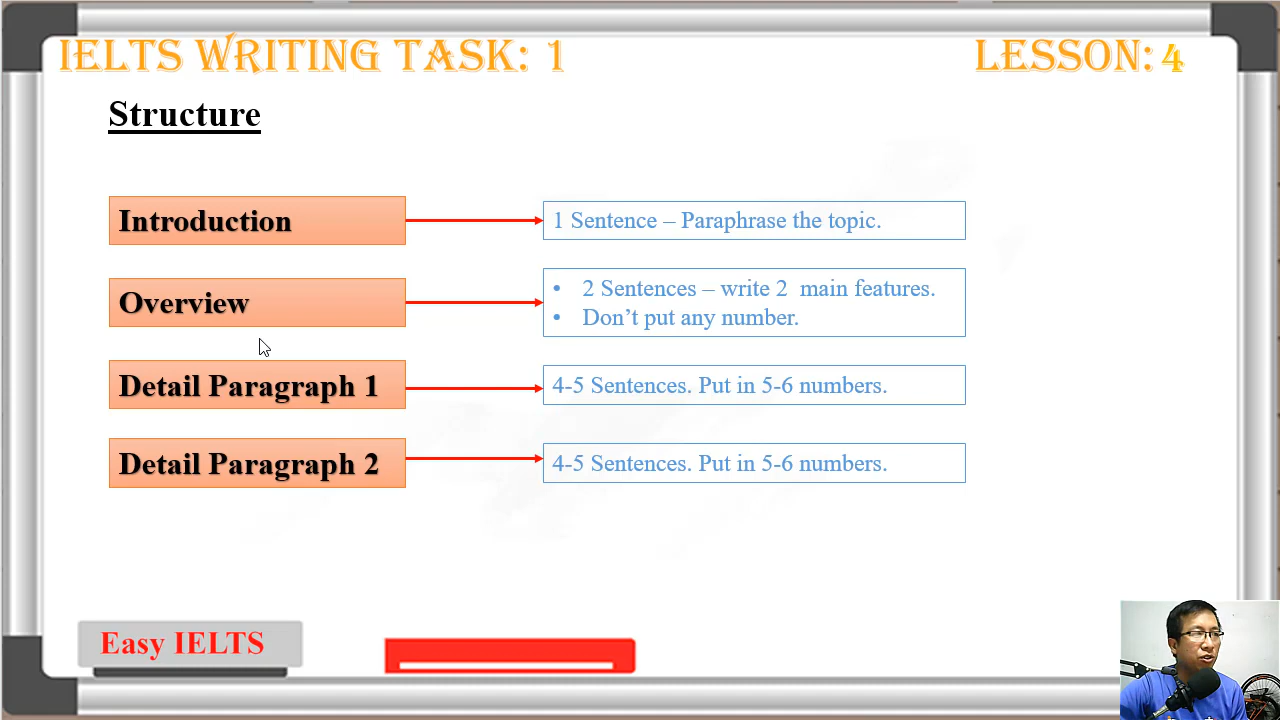 IELTS WRITING TASK: 1
LESSON: 4
Structure
Introduction
1 Sentence – Paraphrase the topic.
Overview
• 2 Sentences – write 2 main features.
• Don’t put any number.
Detail Paragraph 1
4-5 Sentences. Put in 5-6 numbers.
Detail Paragraph 2
4-5 Sentences. Put in 5-6 numbers.
Easy IELTS